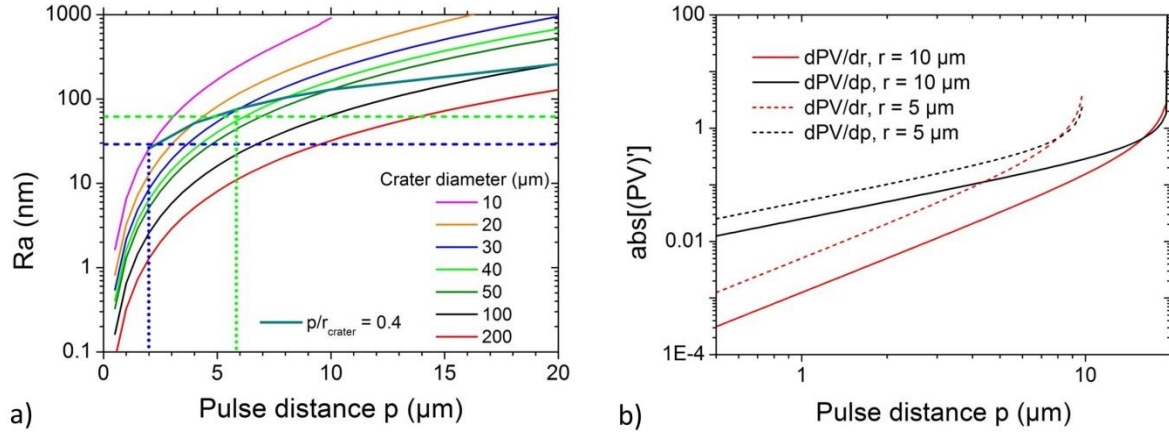 1000
100
10
1
0.1
Ra (nm)
Crater diameter (µm)
10
20
30
40
50
100
200
p/r_crater = 0.4
0 5 10 15 20
Pulse distance p (µm)
a)
100
1
0.01
1E-4
abs[(PV)']
dPV/dr, r = 10 µm
dPV/dp, r = 10 µm
dPV/dr, r = 5 µm
dPV/dp, r = 5 µm
1 10
Pulse distance p (µm)
b)